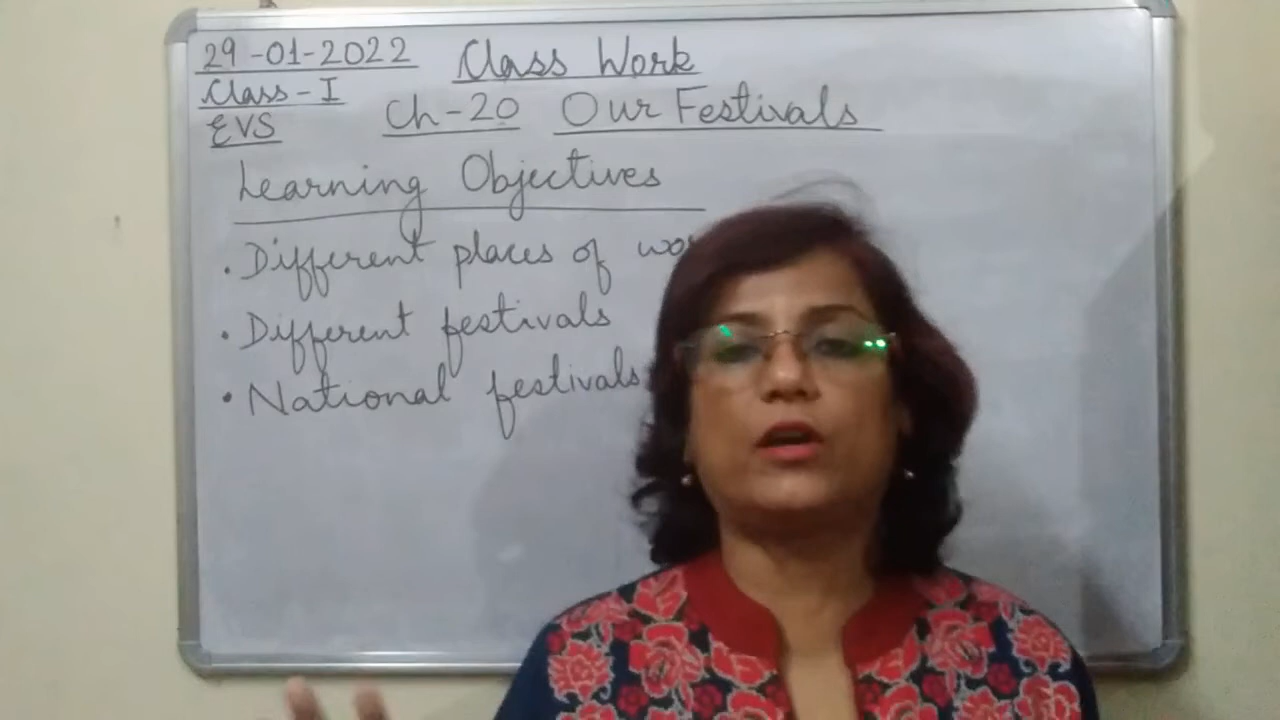 29-01-2022 Class Work
Class-I
Ch-20 Our Festivals
EVS
Learning Objectives
. Different places of
. Different festivals
. National festivals